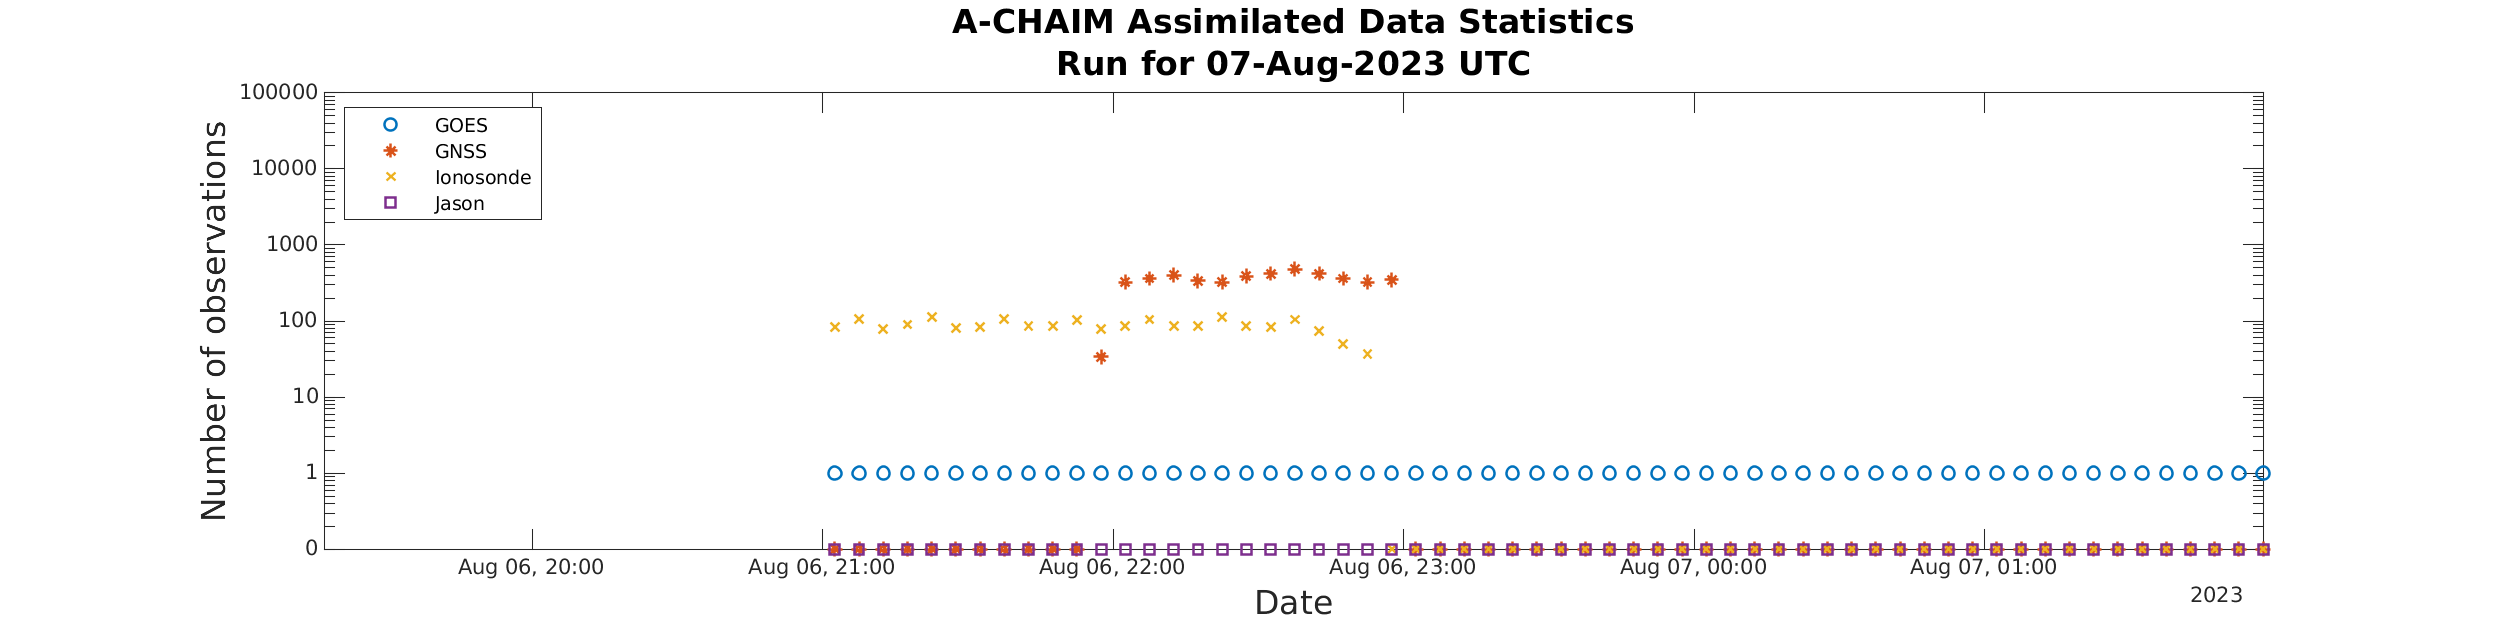 A-CHAIM Assimilated Data Statistics
Run for 07-Aug-2023 UTC
Number of observations
100000
10000
1000
100
10
1
0
GOES
GNSS
Ionosonde
Jason
Aug 06, 20:00
Aug 06, 21:00
Aug 06, 22:00
Aug 06, 23:00
Aug 07, 00:00
Aug 07, 01:00
2023
Date